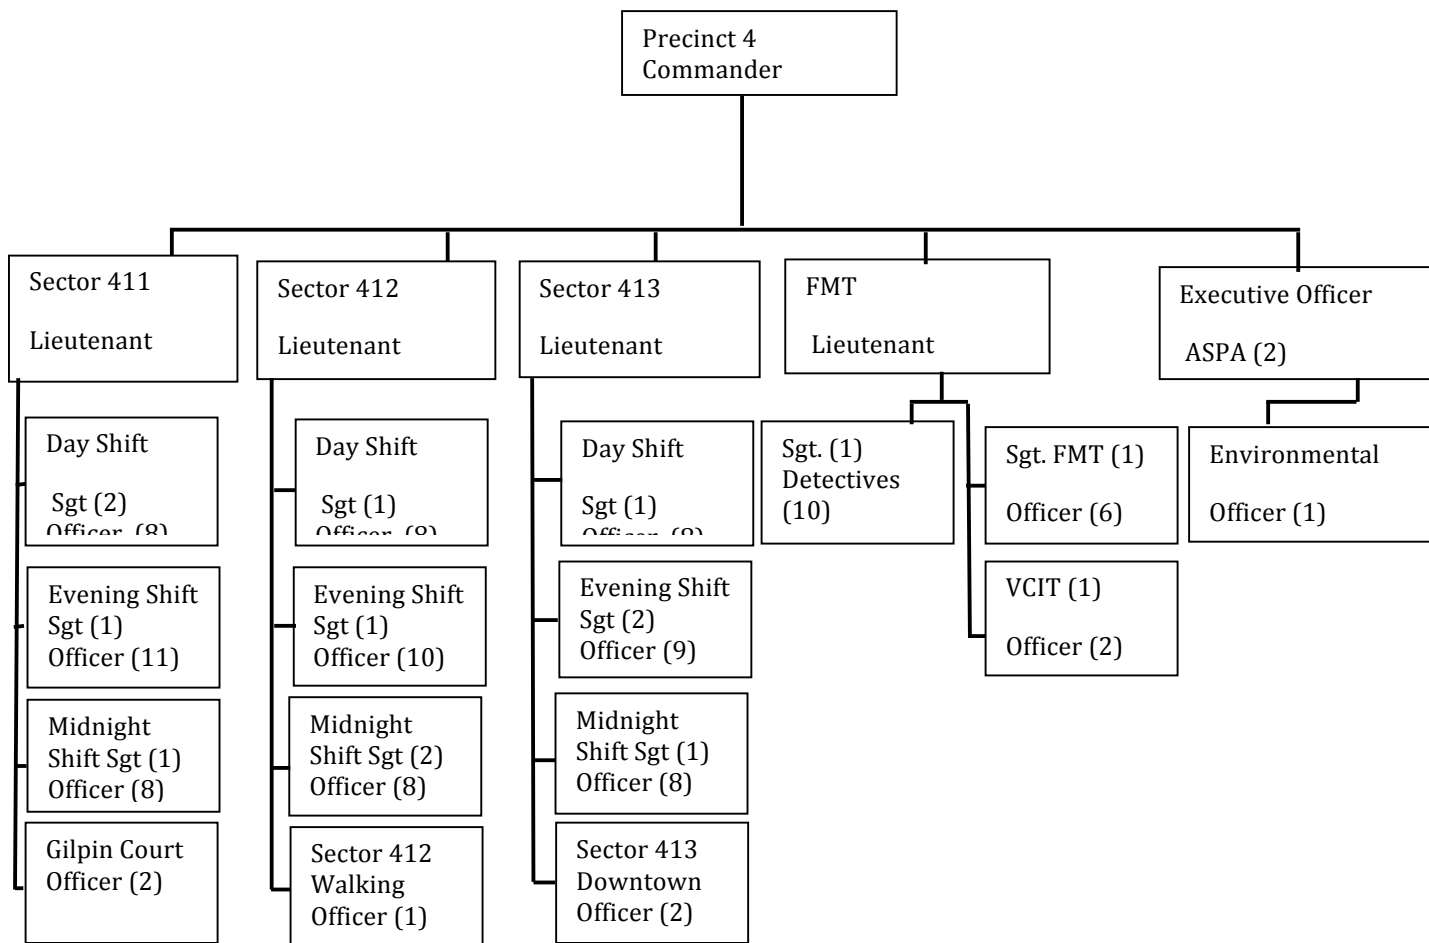 Precinct 4
Commander
Sector 411
Lieutenant
Sector 412
Lieutenant
Sector 413
Lieutenant
FMT
Lieutenant
Executive Officer
ASPA (2)
Day Shift
Sgt (2)
Officer (8)
Evening Shift
Sgt (1)
Officer (11)
Midnight
Shift Sgt (1)
Officer (8)
Gilpin Court
Officer (2)
Day Shift
Sgt (1)
Officer (8)
Evening Shift
Sgt (1)
Officer (10)
Midnight
Shift Sgt (2)
Officer (8)
Sector 412
Walking
Officer (1)
Day Shift
Sgt (1)
Officer
Evening Shift
Sgt (2)
Officer (9)
Midnight
Shift Sgt (1)
Officer (8)
Sector 413
Downtown
Officer (2)
Sgt. (1)
Detectives
(10)
Sgt. FMT (1)
Officer (6)
VCIT (1)
Officer (2)
Environmental
Officer (1)